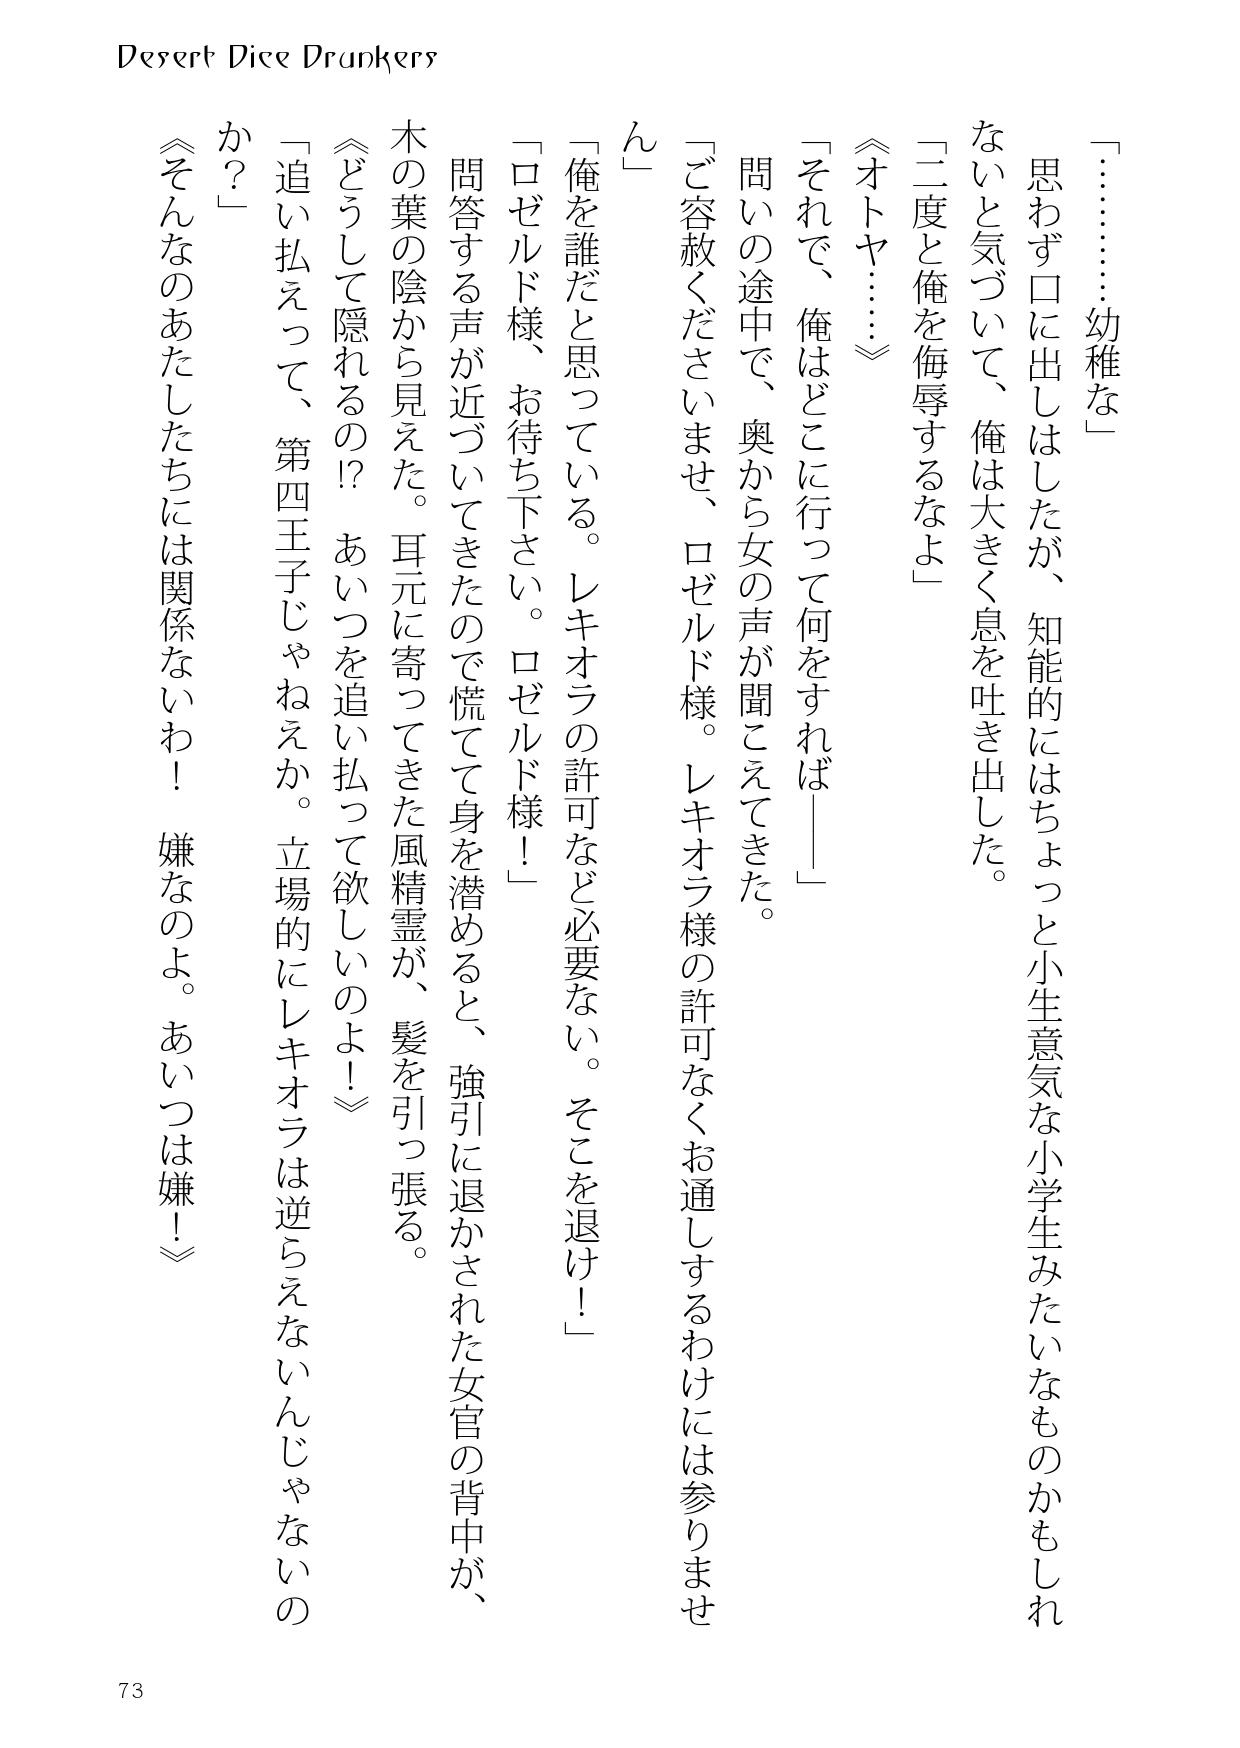 Desert Dice Drunkers
「…………幼稚な」
　思わず口に出しはしたが、知能的にはちょっと小生意気な小学生みたいなものかもしれ
ないと気づいて、俺は大きく息を吐き出した。
「二度と俺を侮辱するなよ」
《オトヤ……》
「それで、俺はどこに行って何をすれば――」
　問いの途中で、奥から女の声が聞こえてきた。
「ご容赦くださいませ、ロゼルド様。レキオラ様の許可なくお通しするわけには参りませ
ん」
「俺を誰だと思っている。レキオラの許可など必要ない。そこを退け！」
「ロゼルド様、お待ち下さい。ロゼルド様！」
　問答する声が近づいてきたので慌てて身を潜めると、強引に退かされた女官の背中が、
木の葉の陰から見えた。耳元に寄ってきた風精霊が、髪を引っ張る。
《どうして隠れるの⁉　あいつを追い払って欲しいのよ！》
「追い払えって、第四王子じゃねえか。立場的にレキオラは逆らえないんじゃないの
か？」
《そんなのあたしたちには関係ないわ！　嫌なのよ。あいつは嫌！》
73